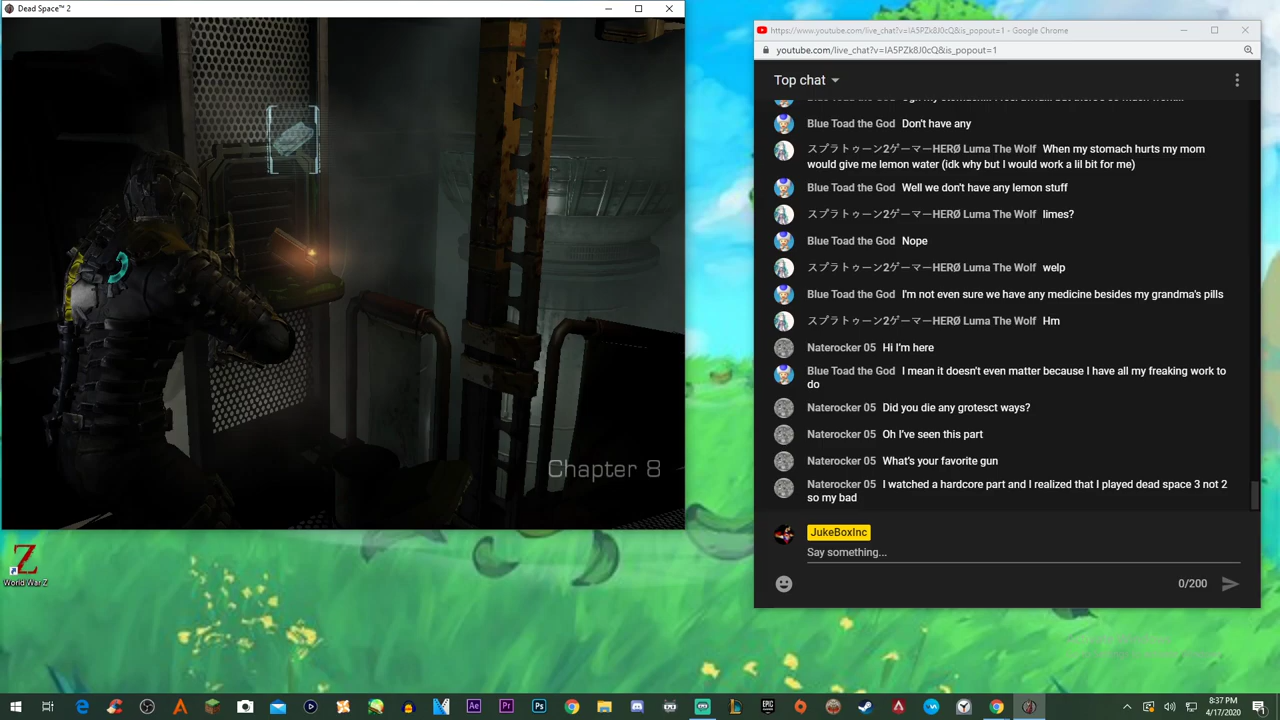 Dead Space™ 2
Chapter 8
World War Z
https://www.youtube.com/live_chat?v=IA5PZk8J0cQ&is_popout=1 - Google Chrome
youtube.com/live_chat?v=IA5PZk8J0cQ&is_popout=1
Top chat
Blue Toad the God Don't have any
スプラトゥーン2ゲーマーHERØ Luma The Wolf When my stomach hurts my mom
would give me lemon water (idk why but I would work a lil bit for me)
Blue Toad the God Well we don't have any lemon stuff
スプラトゥーン2ゲーマーHERØ Luma The Wolf limes?
Blue Toad the God Nope
スプラトゥーン2ゲーマーHERØ Luma The Wolf welp
Blue Toad the God I'm not even sure we have any medicine besides my grandma's pills
スプラトゥーン2ゲーマーHERØ Luma The Wolf Hm
Naterocker 05 Hi I'm here
Blue Toad the God I mean it doesn't even matter because I have all my freaking work to
do
Naterocker 05 Did you die any grotesct ways?
Naterocker 05 Oh I've seen this part
Naterocker 05 What's your favorite gun
Naterocker 05 I watched a hardcore part and I realized that I played dead space 3 not 2
so my bad
JukeBoxInc
Say something...
0/200
Ae
Pr
Ps
EPIC
8:37 PM
4/17/2020